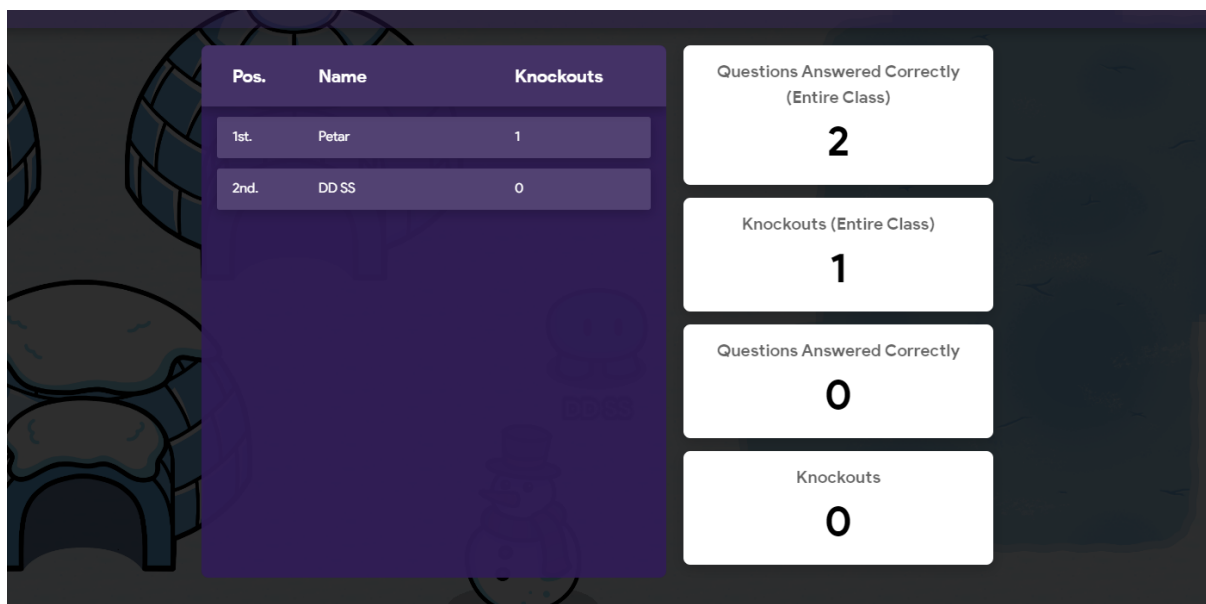 Pos. Name Knockouts
1st. Petar 1
2nd. DD SS 0
Questions Answered Correctly
(Entire Class)
2
Knockouts (Entire Class)
1
Questions Answered Correctly
0
Knockouts
0